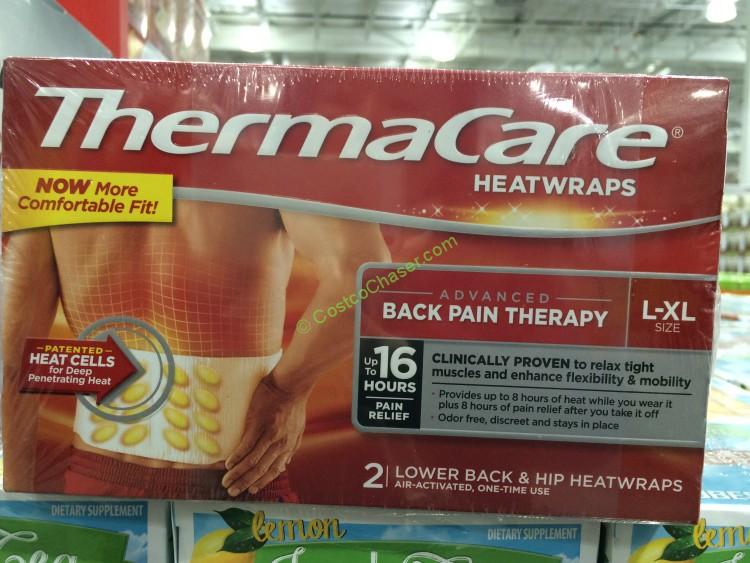 ThermaCare®
HEATWRAPS
NOW More
Comfortable Fit!
© CostcoChaser.com
ADVANCED
BACK PAIN THERAPY
L-XL
SIZE
PATENTED
HEAT CELLS
for Deep
Penetrating Heat
Up
To 16
HOURS
PAIN
RELIEF
CLINICALLY PROVEN to relax tight
muscles and enhance flexibility & mobility
• Provides up to 8 hours of heat while you wear it
plus 8 hours of pain relief after you take it off
• Odor free, discreet and stays in place
2 LOWER BACK & HIP HEATWRAPS
AIR-ACTIVATED, ONE-TIME USE
DIETARY SUPPLEMENT
lemon
DIETARY SUPPLEMENT